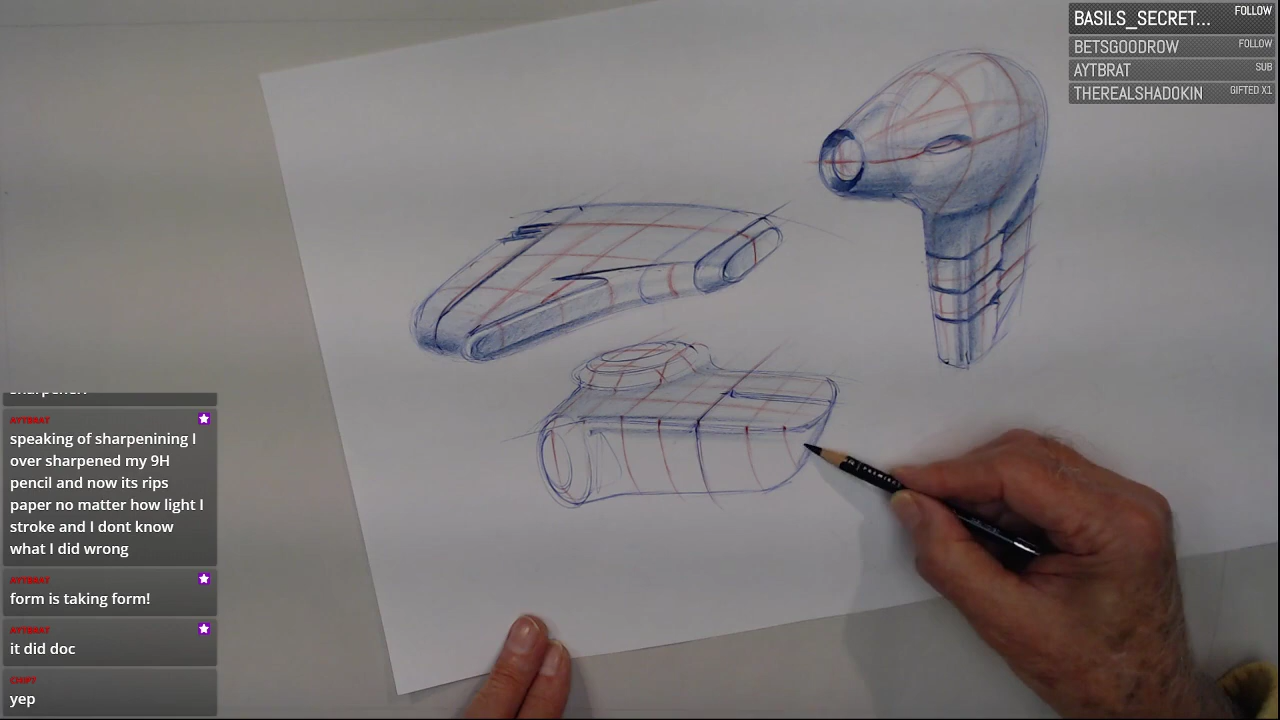 BASILS_SECRET... FOLLOW
BETSGOODROW FOLLOW
AYTBRAT SUB
THEREALSHADOKIN GIFTED X1
AYTBRAT
speaking of sharpenining I
over sharpened my 9H
pencil and now its rips
paper no matter how light I
stroke and I dont know
what I did wrong
AYTBRAT
form is taking form!
AYTBRAT
it did doc
yep